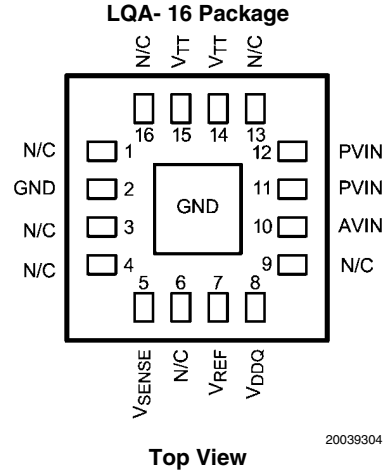 LQA- 16 Package
N/C VTT VTT N/C
16 15 14 13
N/C 1 12 PVIN
GND 2 11 PVIN
GND
N/C 3 10 AVIN
N/C 4 9 N/C
5 6 7 8
VSENSE N/C VREF VDDQ
20039304
Top View